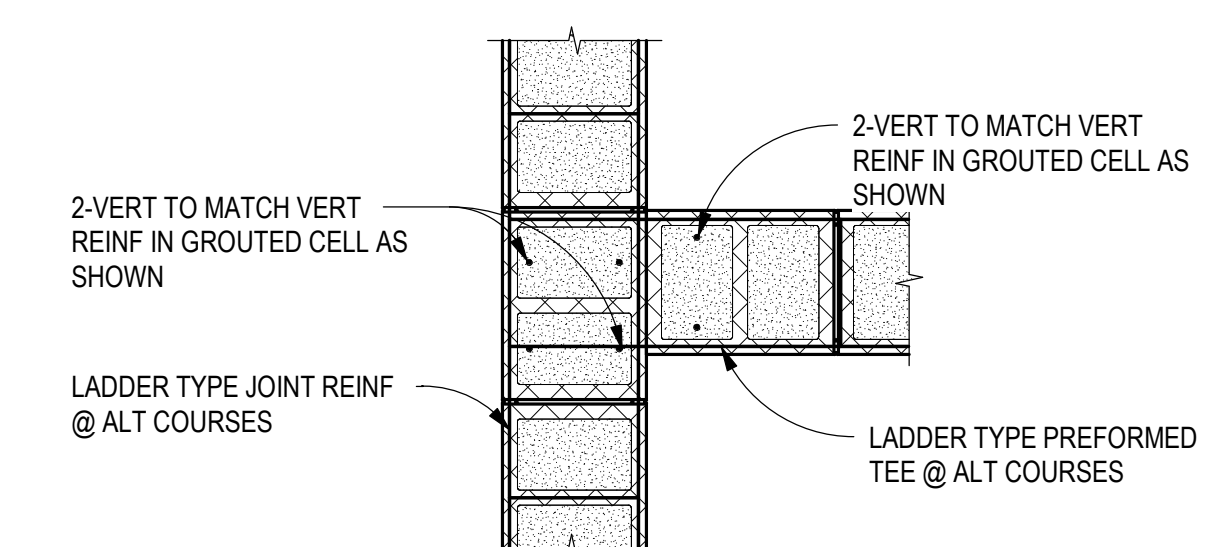 2-VERT TO MATCH VERT
REINF IN GROUTED CELL AS
SHOWN
2-VERT TO MATCH VERT
REINF IN GROUTED CELL AS
SHOWN
LADDER TYPE JOINT REINF
@ ALT COURSES
LADDER TYPE PREFORMED
TEE @ ALT COURSES